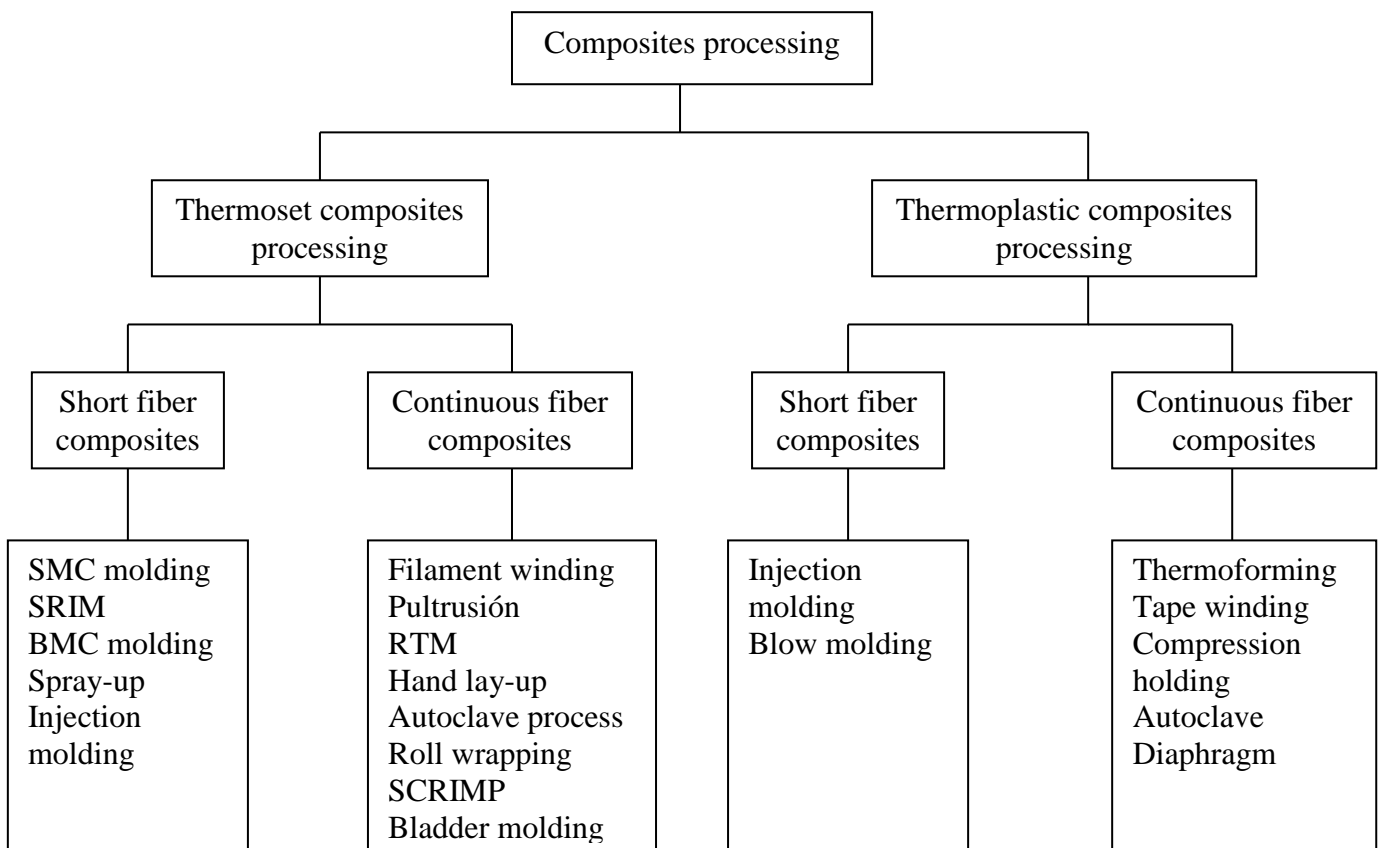 Composites processing
Thermoset composites
processing
Thermoplastic composites
processing
Short fiber
composites
Continuous fiber
composites
Short fiber
composites
Continuous fiber
composites
SMC molding
SRIM
BMC molding
Spray-up
Injection
molding
Filament winding
Pultrusión
RTM
Hand lay-up
Autoclave process
Roll wrapping
SCRIMP
Bladder molding
Injection
molding
Blow molding
Thermoforming
Tape winding
Compression
holding
Autoclave
Diaphragm